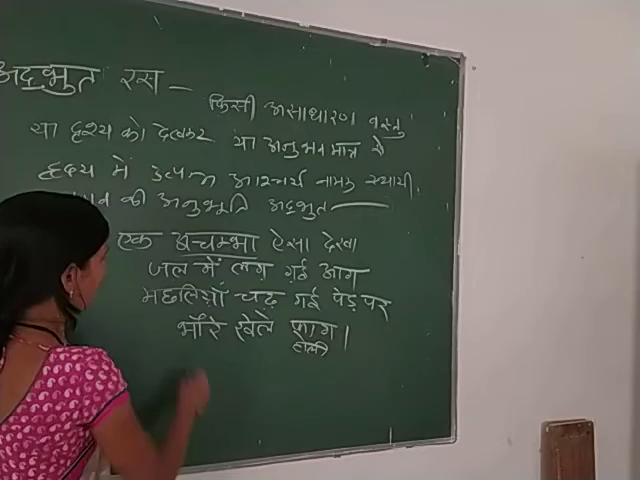 अद्भुत रस -
किसी असाधारण वस्तु
या दृश्य को देखकर या अनुभव मात्र से
हृदय में उत्पन्न आश्चर्य नामक स्थायी
की अनुभूति अद्भुत
एक अचम्भा ऐसा देखा
जल में लग गई आग
मछलियाँ चढ़ गई पेड़ पर
भौंरे खेले फाग।
होली